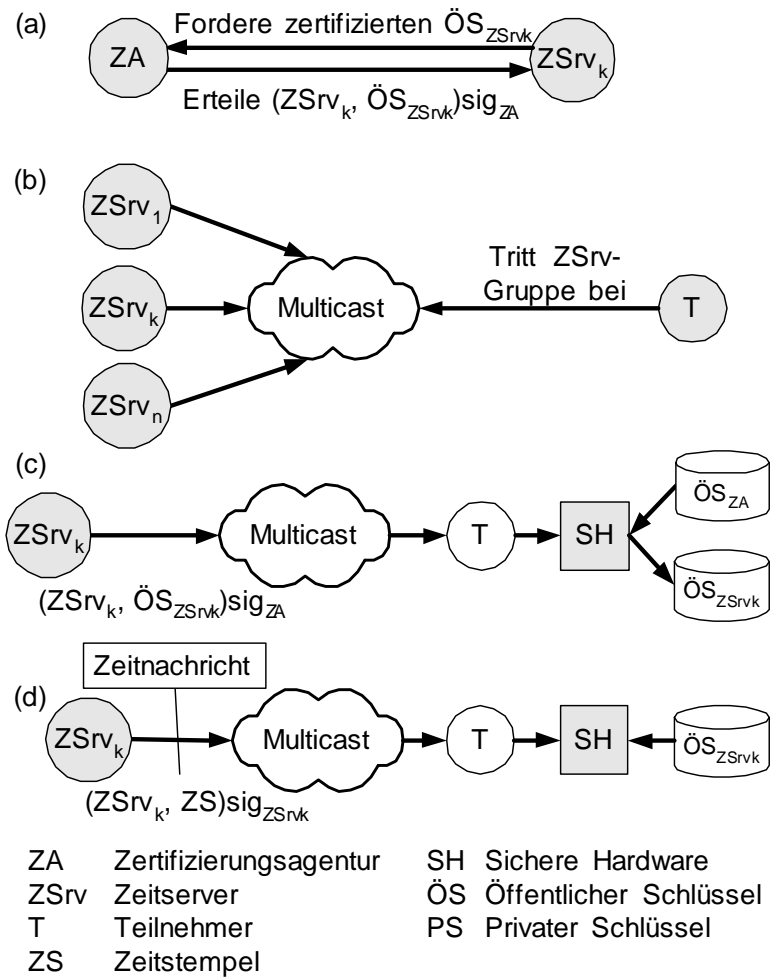 (a)
Fordere zertifizierten ÖS_ZSrvk
ZA
ZSrv_k
Erteile (ZSrv_k, ÖS_ZSrvk)sig_ZA
(b)
ZSrv_1
ZSrv_k
ZSrv_n
Multicast
Tritt ZSrv-
Gruppe bei
T
(c)
ZSrv_k
Multicast
T
SH
ÖS_ZA
ÖS_ZSrvk
(ZSrv_k, ÖS_ZSrvk)sig_ZA
Zeitnachricht
(d)
ZSrv_k
Multicast
T
SH
ÖS_ZSrvk
(ZSrv_k, ZS)sig_ZSrvk
ZA Zertifizierungsagentur SH Sichere Hardware
ZSrv Zeitserver ÖS Öffentlicher Schlüssel
T Teilnehmer PS Privater Schlüssel
ZS Zeitstempel